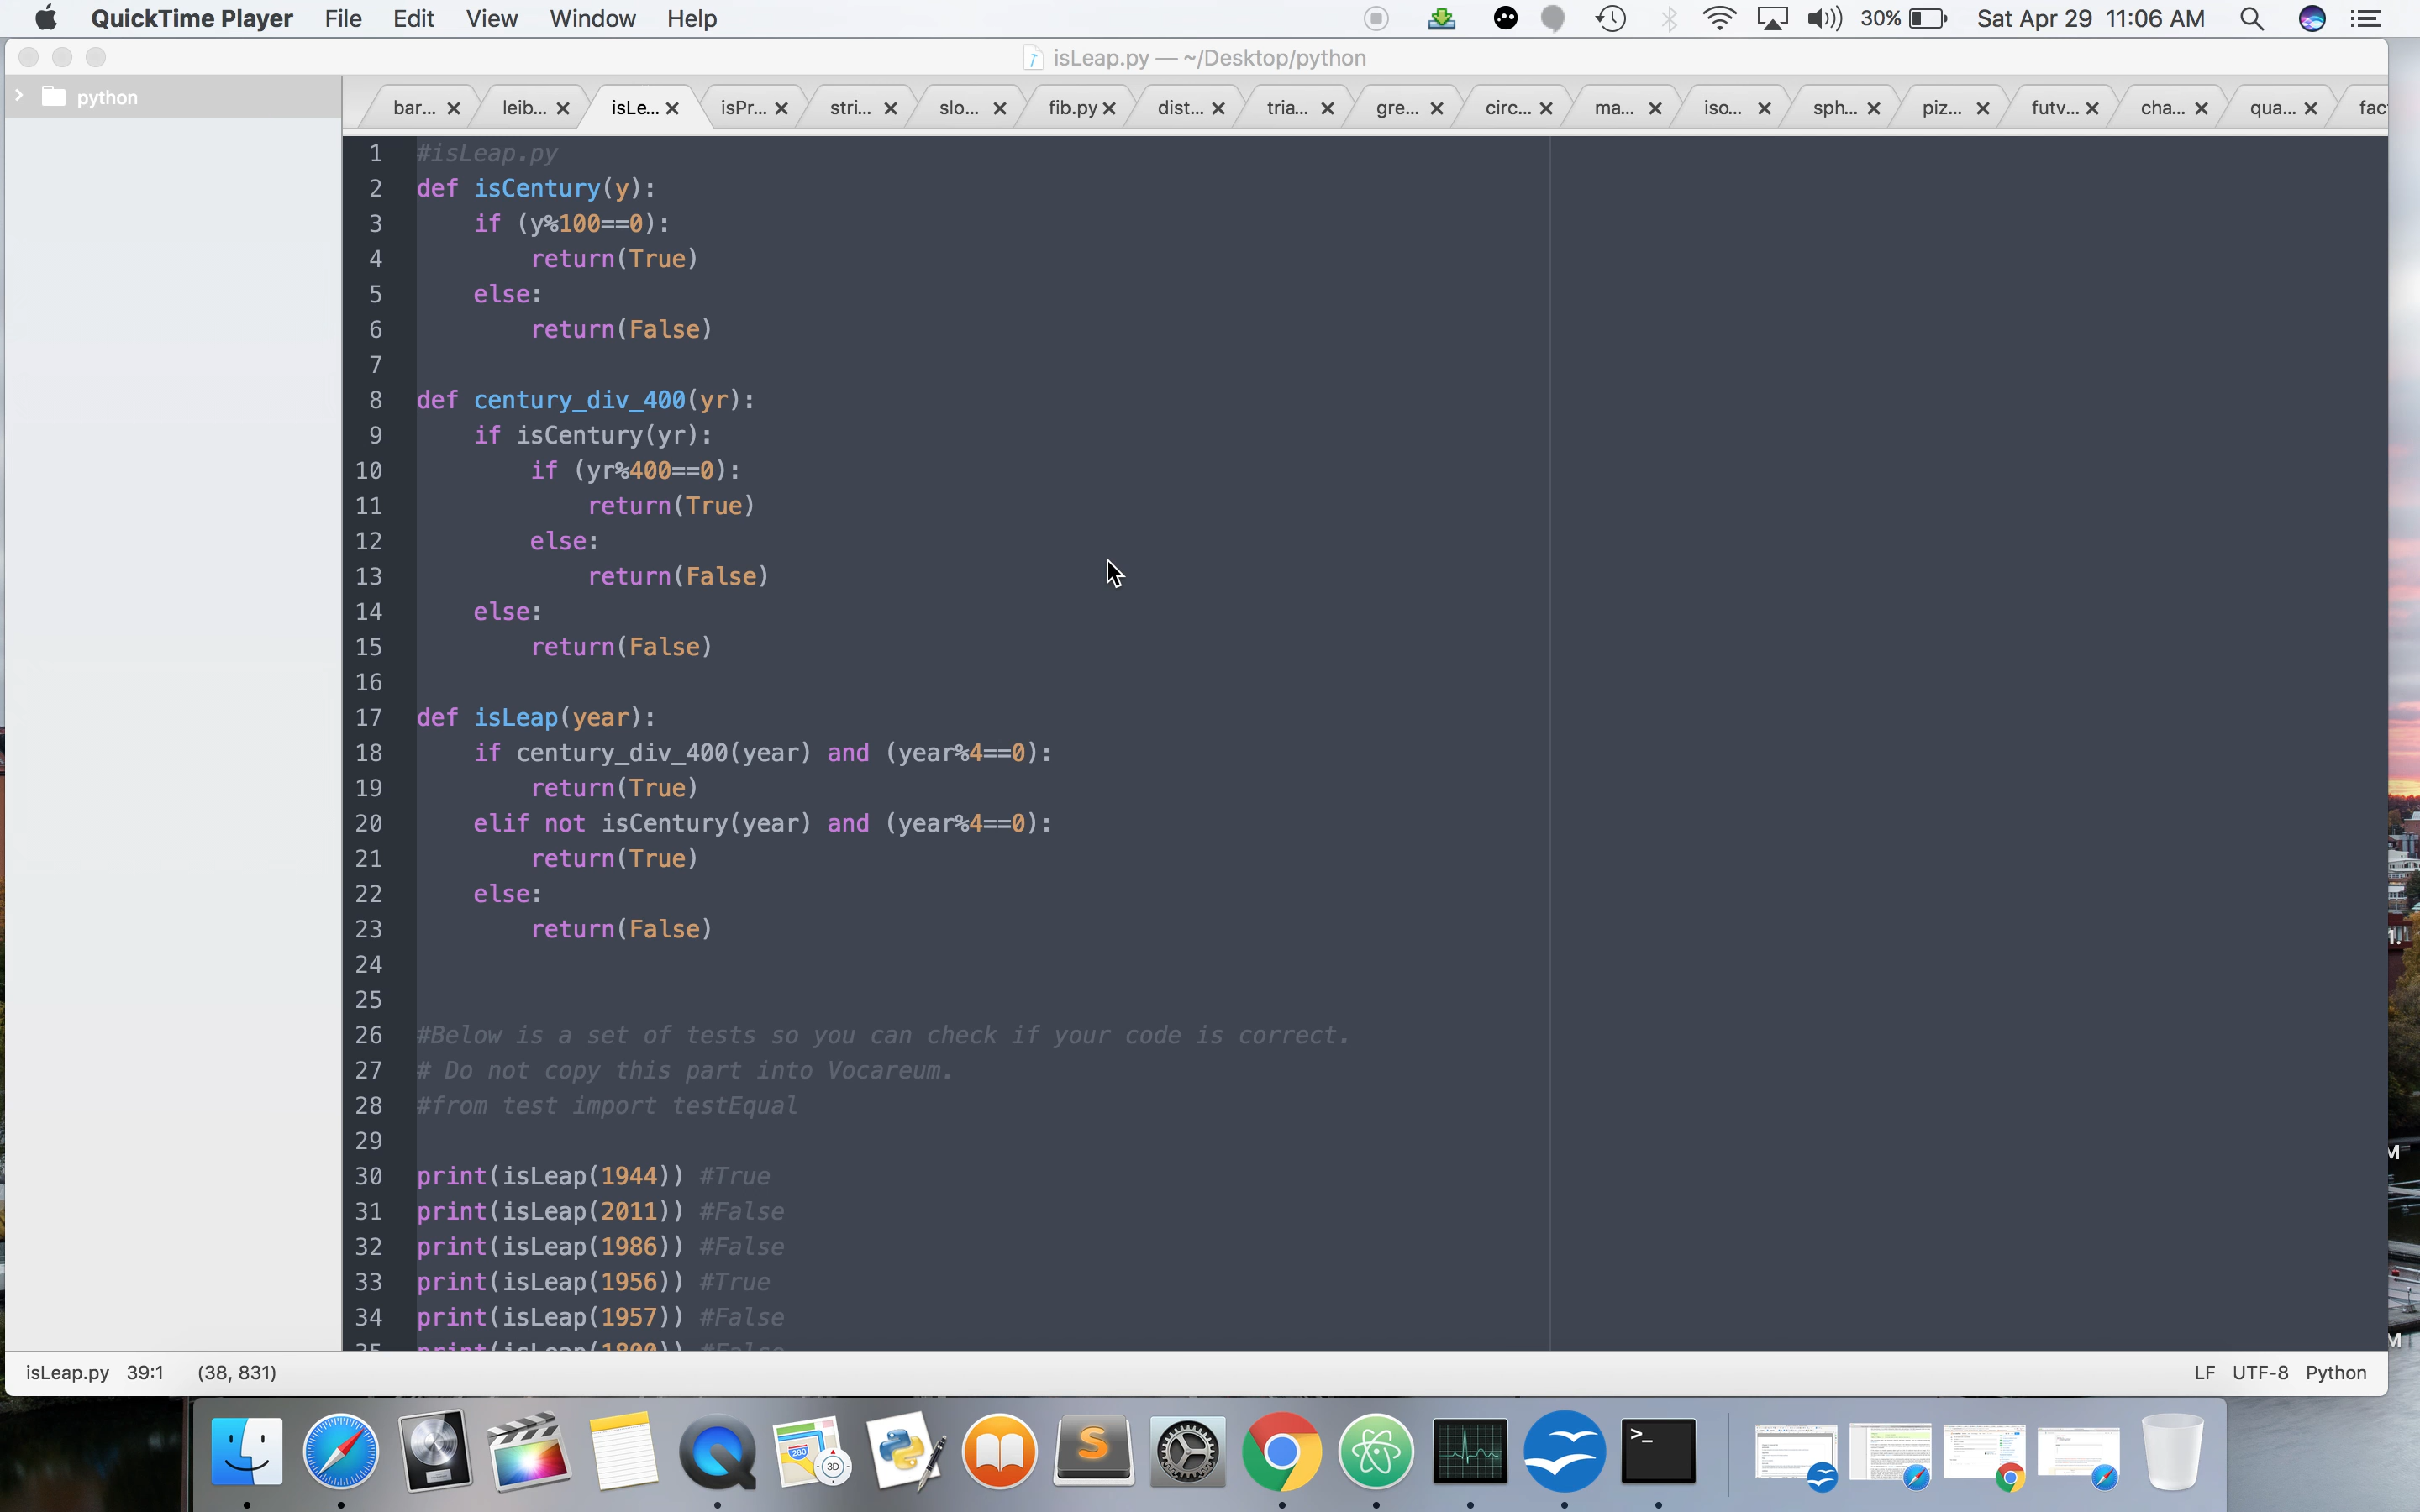 QuickTime Player File Edit View Window Help 30% Sat Apr 29 11:06 AM
isLeap.py — ~/Desktop/python
python
bar... leib... isLe... isPr... stri... slo... fib.py dist... tria... gre... circ... ma... iso... sph... piz... futv... cha... qua... fac
1 #isLeap.py
2 def isCentury(y):
3 if (y%100==0):
4 return(True)
5 else:
6 return(False)
7
8 def century_div_400(yr):
9 if isCentury(yr):
10 if (yr%400==0):
11 return(True)
12 else:
13 return(False)
14 else:
15 return(False)
16
17 def isLeap(year):
18 if century_div_400(year) and (year%4==0):
19 return(True)
20 elif not isCentury(year) and (year%4==0):
21 return(True)
22 else:
23 return(False)
24
25
26 #Below is a set of tests so you can check if your code is correct.
27 # Do not copy this part into Vocareum.
28 #from test import testEqual
29
30 print(isLeap(1944)) #True
31 print(isLeap(2011)) #False
32 print(isLeap(1986)) #False
33 print(isLeap(1956)) #True
34 print(isLeap(1957)) #False
35 print(isLeap(1800)) #False
isLeap.py 39:1 (38, 831) LF UTF-8 Python
280
3D
S
>_